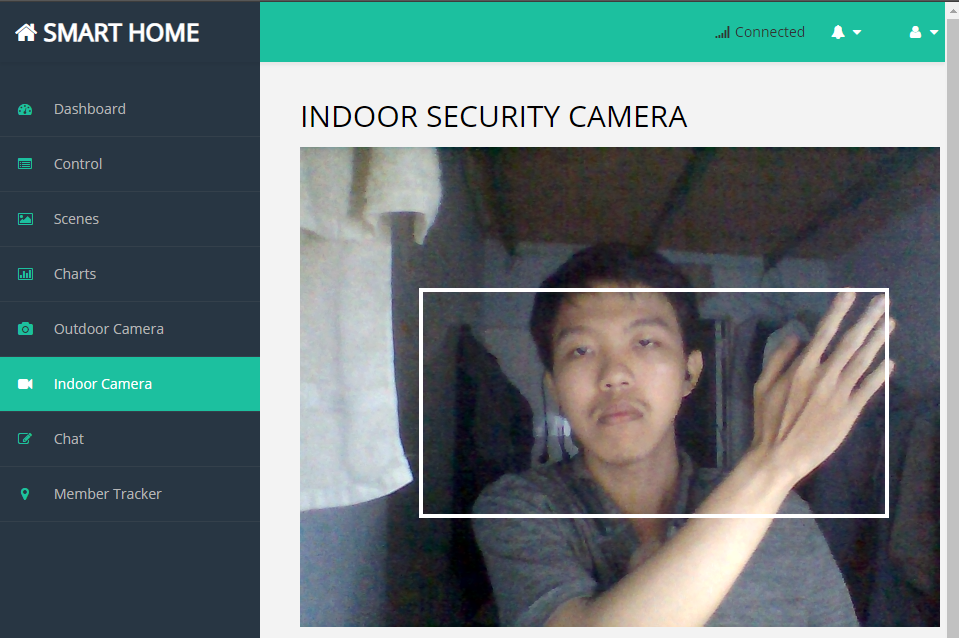 SMART HOME
Connected
Dashboard
Control
Scenes
Charts
Outdoor Camera
Indoor Camera
Chat
Member Tracker
INDOOR SECURITY CAMERA